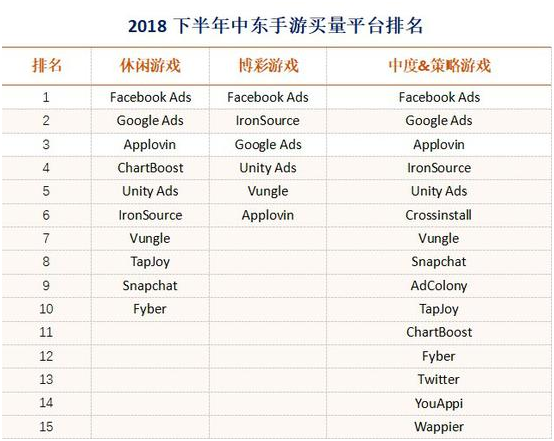 2018 下半年中东手游买量平台排名
排名 休闲游戏 博彩游戏 中度&策略游戏
1 Facebook Ads Facebook Ads Facebook Ads
2 Google Ads IronSource Google Ads
3 Applovin Google Ads Applovin
4 ChartBoost Unity Ads IronSource
5 Unity Ads Vungle Unity Ads
6 IronSource Applovin Crossinstall
7 Vungle Vungle
8 TapJoy Snapchat
9 Snapchat AdColony
10 Fyber TapJoy
11 ChartBoost
12 Fyber
13 Twitter
14 YouAppi
15 Wappier